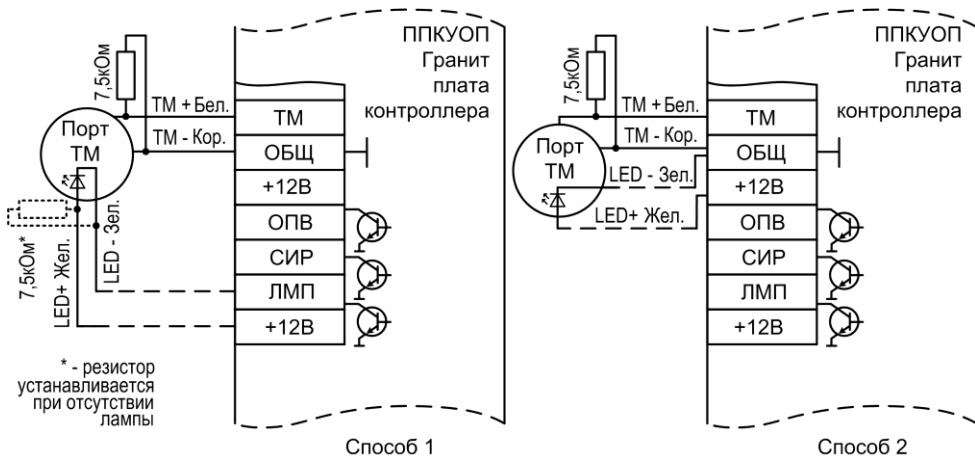 ППКУОП
Гранит
плата
контроллера
7,5кОм
ТМ + Бел.
ТМ - Кор.
Порт
ТМ
ТМ
ОБЩ
+12В
ОПВ
СИР
ЛМП
+12В
LED - Зел.
LED+ Жел.
7,5кОм*
* - резистор
устанавливается
при отсутствии
лампы
Способ 1
ППКУОП
Гранит
плата
контроллера
7,5кОм
ТМ + Бел.
ТМ - Кор.
Порт
ТМ
LED - Зел.
LED+ Жел.
ТМ
ОБЩ
+12В
ОПВ
СИР
ЛМП
+12В
Способ 2